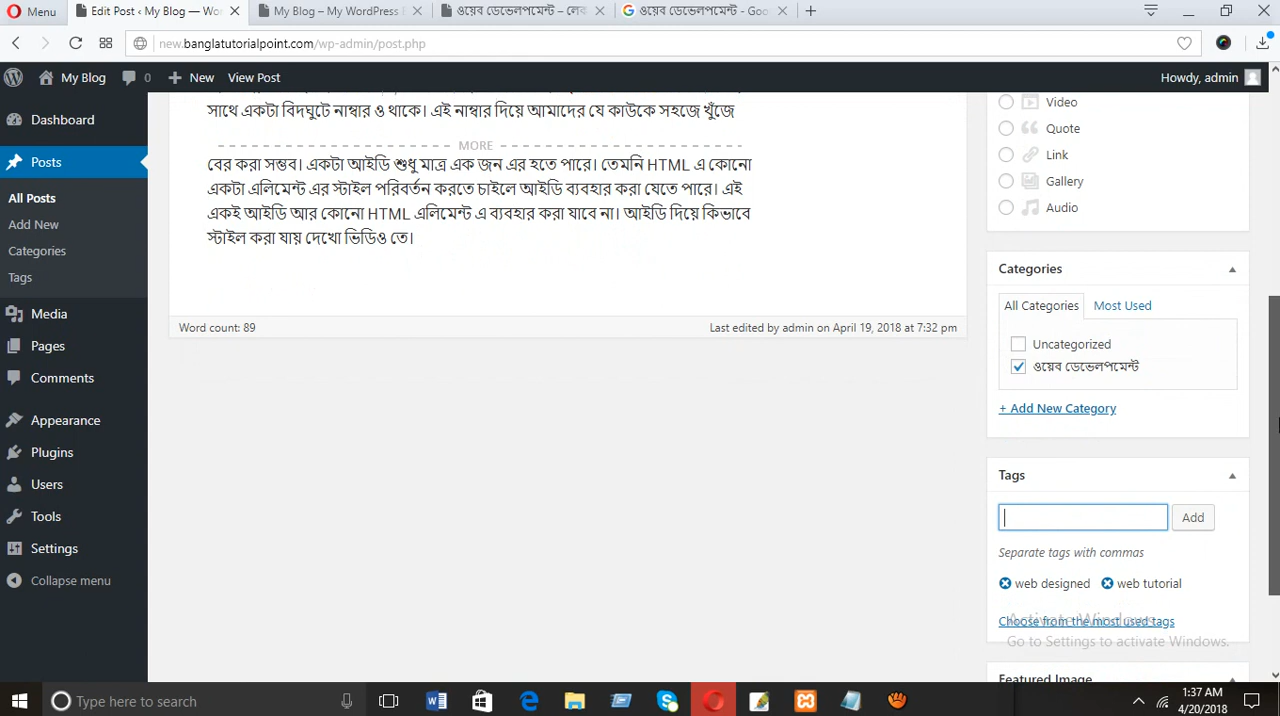 Menu
Edit Post ‹ My Blog — Wo
My Blog – My WordPress
ওয়েব ডেভেলপমেন্ট – লেব
ওয়েব ডেভেলপমেন্ট - Goo
new.banglatutorialpoint.com/wp-admin/post.php
My Blog
0
New
View Post
Howdy, admin
Dashboard
Posts
All Posts
Add New
Categories
Tags
Media
Pages
Comments
Appearance
Plugins
Users
Tools
Settings
Collapse menu
সাথে একটা বিদঘুটে নাম্বার ও থাকে। এই নাম্বার দিয়ে আমাদের যে কাউকে সহজে খুঁজে
MORE
বের করা সম্ভব। একটা আইডি শুধু মাত্র এক জন এর হতে পারে। তেমনি HTML এ কোনো
একটা এলিমেন্ট এর স্টাইল পরিবর্তন করতে চাইলে আইডি ব্যবহার করা যেতে পারে। এই
একই আইডি আর কোনো HTML এলিমেন্ট এ ব্যবহার করা যাবে না। আইডি দিয়ে কিভাবে
স্টাইল করা যায় দেখো ভিডিও তে।
Word count: 89
Last edited by admin on April 19, 2018 at 7:32 pm
Video
Quote
Link
Gallery
Audio
Categories
All Categories
Most Used
Uncategorized
ওয়েব ডেভেলপমেন্ট
+ Add New Category
Tags
Add
Separate tags with commas
web designed
web tutorial
Choose from the most used tags
Activate Windows
Go to Settings to activate Windows.
Featured Image
Type here to search
1:37 AM
4/20/2018